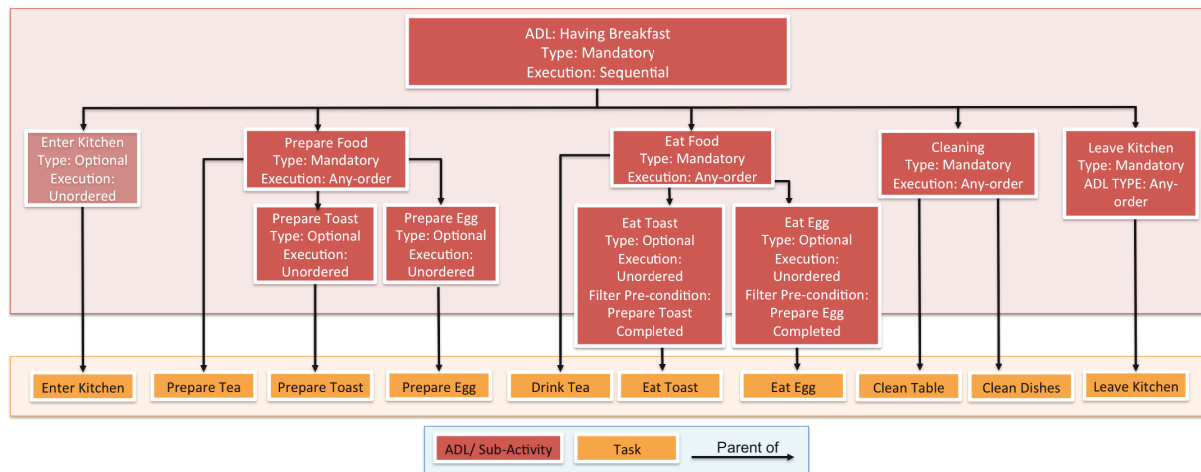 ADL: Having Breakfast
Type: Mandatory
Execution: Sequential
Enter Kitchen
Type: Optional
Execution:
Unordered
Prepare Food
Type: Mandatory
Execution: Any-order
Eat Food
Type: Mandatory
Execution: Any-order
Cleaning
Type: Mandatory
Execution: Any-order
Leave Kitchen
Type: Mandatory
ADL TYPE: Any-
order
Prepare Toast
Type: Optional
Execution:
Unordered
Prepare Egg
Type: Optional
Execution:
Unordered
Eat Toast
Type: Optional
Execution:
Unordered
Filter Pre-condition:
Prepare Toast
Completed
Eat Egg
Type: Optional
Execution:
Unordered
Filter Pre-condition:
Prepare Egg
Completed
Enter Kitchen
Prepare Tea
Prepare Toast
Prepare Egg
Drink Tea
Eat Toast
Eat Egg
Clean Table
Clean Dishes
Leave Kitchen
ADL/ Sub-Activity
Task
Parent of